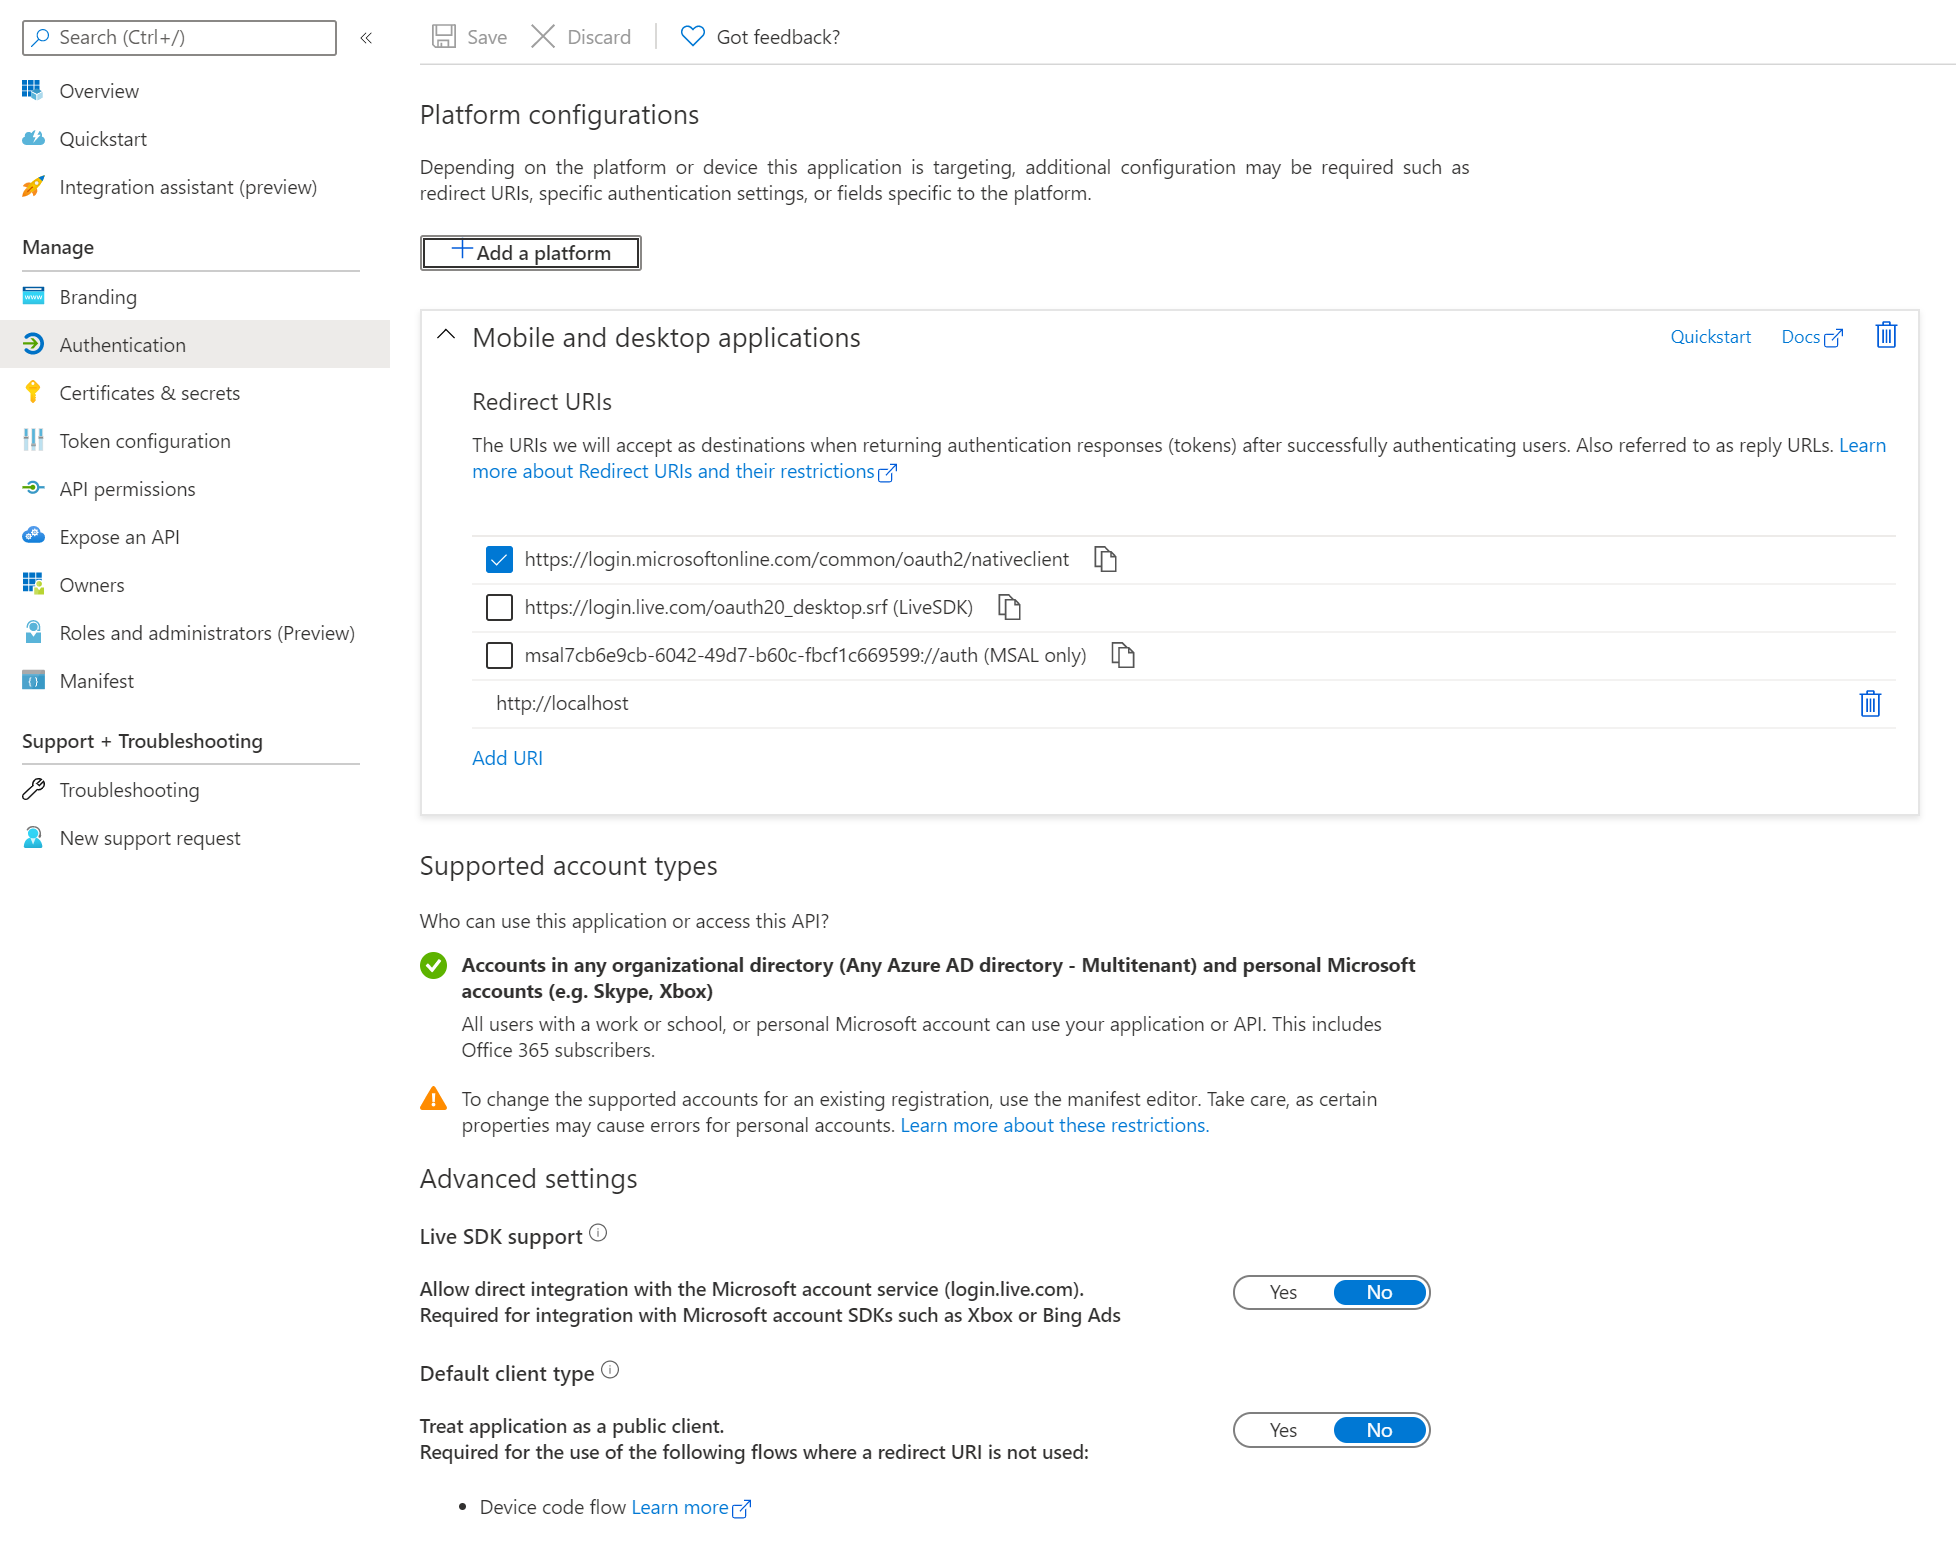 Search (Ctrl+/)
«
Overview
Quickstart
Integration assistant (preview)
Manage
Branding
Authentication
Certificates & secrets
Token configuration
API permissions
Expose an API
Owners
Roles and administrators (Preview)
Manifest
Support + Troubleshooting
Troubleshooting
New support request
Save Discard Got feedback?
Platform configurations
Depending on the platform or device this application is targeting, additional configuration may be required such as
redirect URIs, specific authentication settings, or fields specific to the platform.
Add a platform
Mobile and desktop applications Quickstart Docs
Redirect URIs
The URIs we will accept as destinations when returning authentication responses (tokens) after successfully authenticating users. Also referred to as reply URLs. Learn
more about Redirect URIs and their restrictions
https://login.microsoftonline.com/common/oauth2/nativeclient
https://login.live.com/oauth20_desktop.srf (LiveSDK)
msal7cb6e9cb-6042-49d7-b60c-fbcf1c669599://auth (MSAL only)
http://localhost
Add URI
Supported account types
Who can use this application or access this API?
Accounts in any organizational directory (Any Azure AD directory - Multitenant) and personal Microsoft
accounts (e.g. Skype, Xbox)
All users with a work or school, or personal Microsoft account can use your application or API. This includes
Office 365 subscribers.
To change the supported accounts for an existing registration, use the manifest editor. Take care, as certain
properties may cause errors for personal accounts. Learn more about these restrictions.
Advanced settings
Live SDK support
Allow direct integration with the Microsoft account service (login.live.com).
Required for integration with Microsoft account SDKs such as Xbox or Bing Ads
Yes No
Default client type
Treat application as a public client.
Required for the use of the following flows where a redirect URI is not used:
Yes No
• Device code flow Learn more